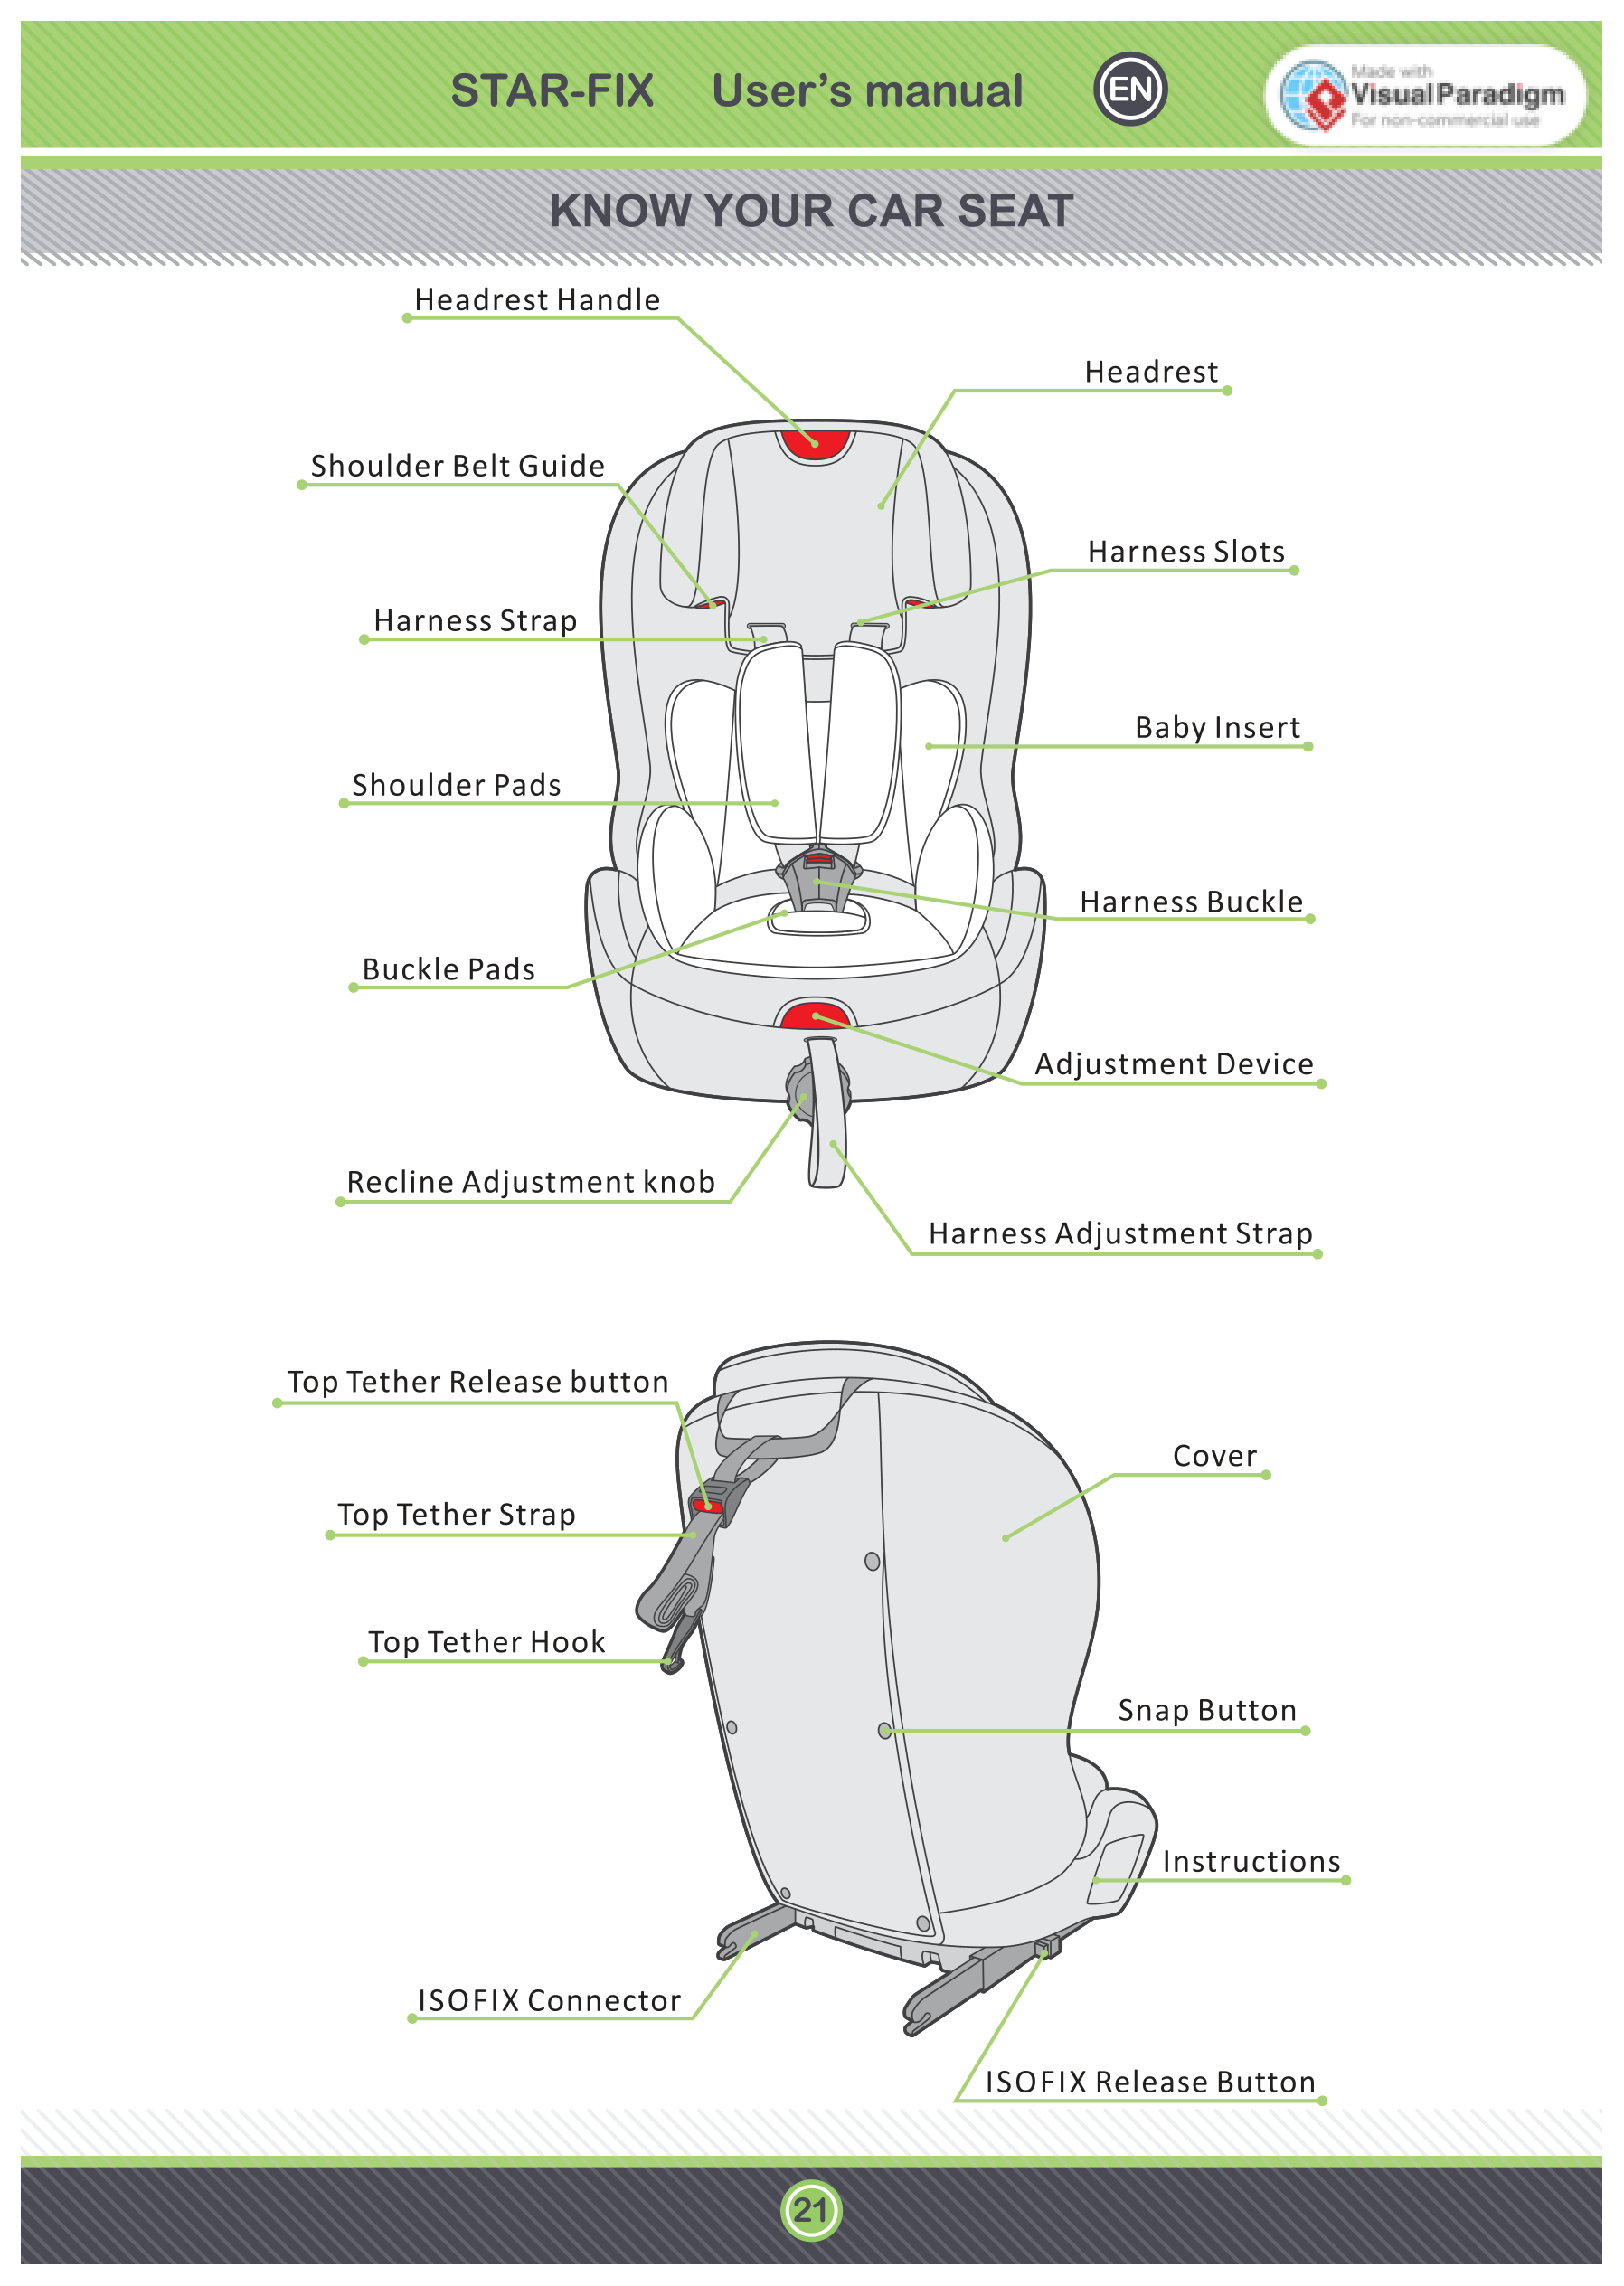 STAR-FIX User’s manual EN
Made with
Visual Paradigm
For non-commercial use
KNOW YOUR CAR SEAT
Headrest Handle
Headrest
Shoulder Belt Guide
Harness Slots
Harness Strap
Baby Insert
Shoulder Pads
Harness Buckle
Buckle Pads
Adjustment Device
Recline Adjustment knob
Harness Adjustment Strap
Top Tether Release button
Cover
Top Tether Strap
Top Tether Hook
Snap Button
Instructions
ISOFIX Connector
ISOFIX Release Button
21